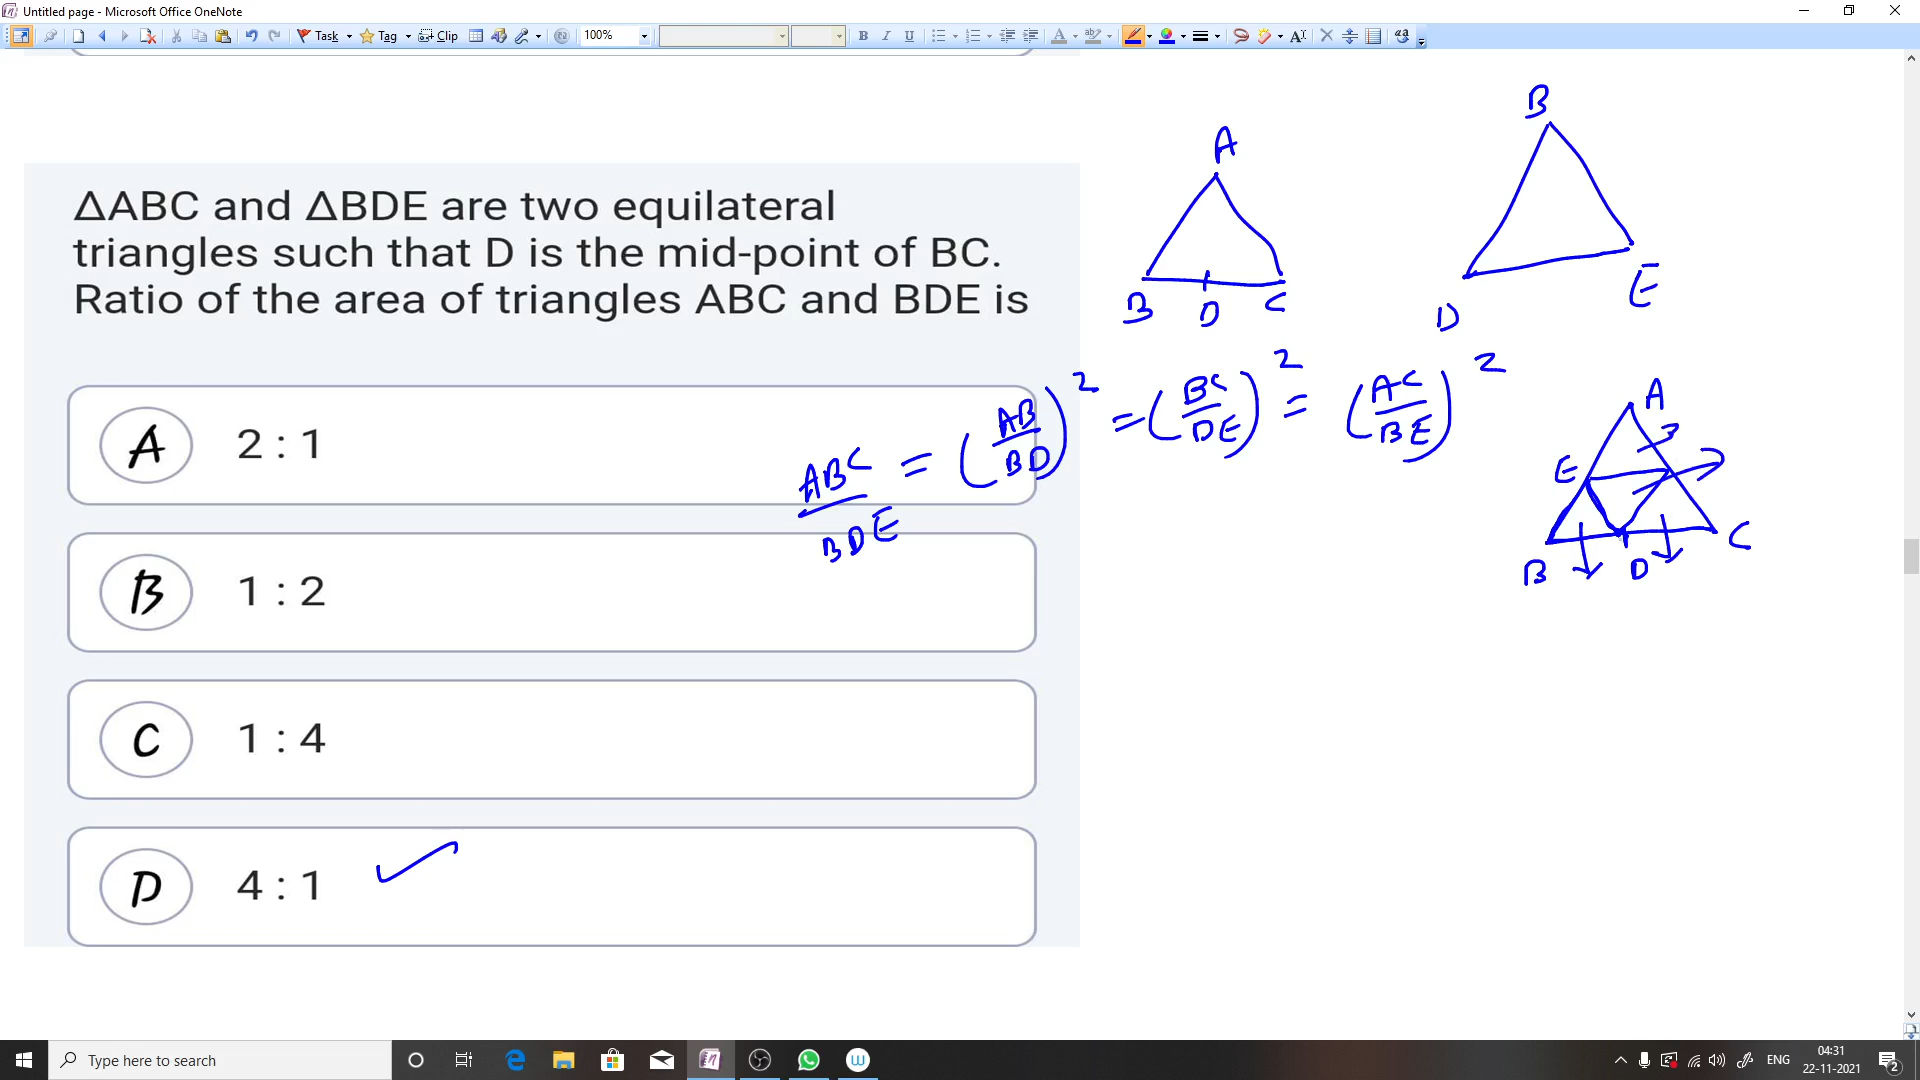 Untitled page - Microsoft Office OneNote
Task Tag Clip 100% B I U
ΔABC and ΔBDE are two equilateral
triangles such that D is the mid-point of BC.
Ratio of the area of triangles ABC and BDE is
A 2 : 1
B 1 : 2
C 1 : 4
D 4 : 1
A
B D C
B
D E
ABC/BDE = (AB/BD)² = (BC/DE)² = (AC/BE)²
A
E
B D C
Type here to search
ENG
04:31
22-11-2021
2